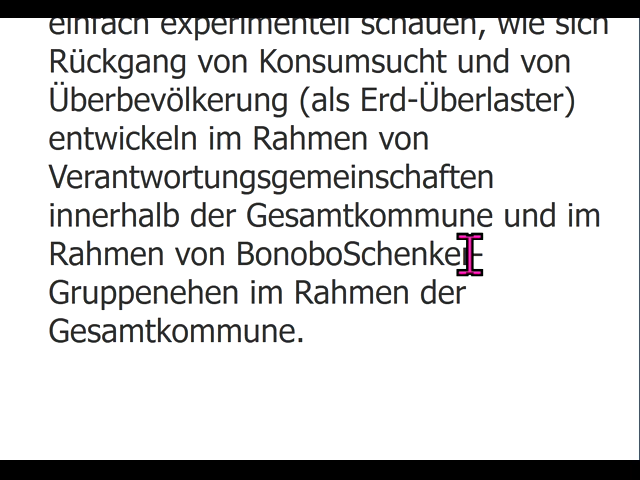 einfach experimentell schauen, wie sich
Rückgang von Konsumsucht und von
Überbevölkerung (als Erd-Überlaster)
entwickeln im Rahmen von
Verantwortungsgemeinschaften
innerhalb der Gesamtkommune und im
Rahmen von BonoboSchenker-
Gruppenehen im Rahmen der
Gesamtkommune.